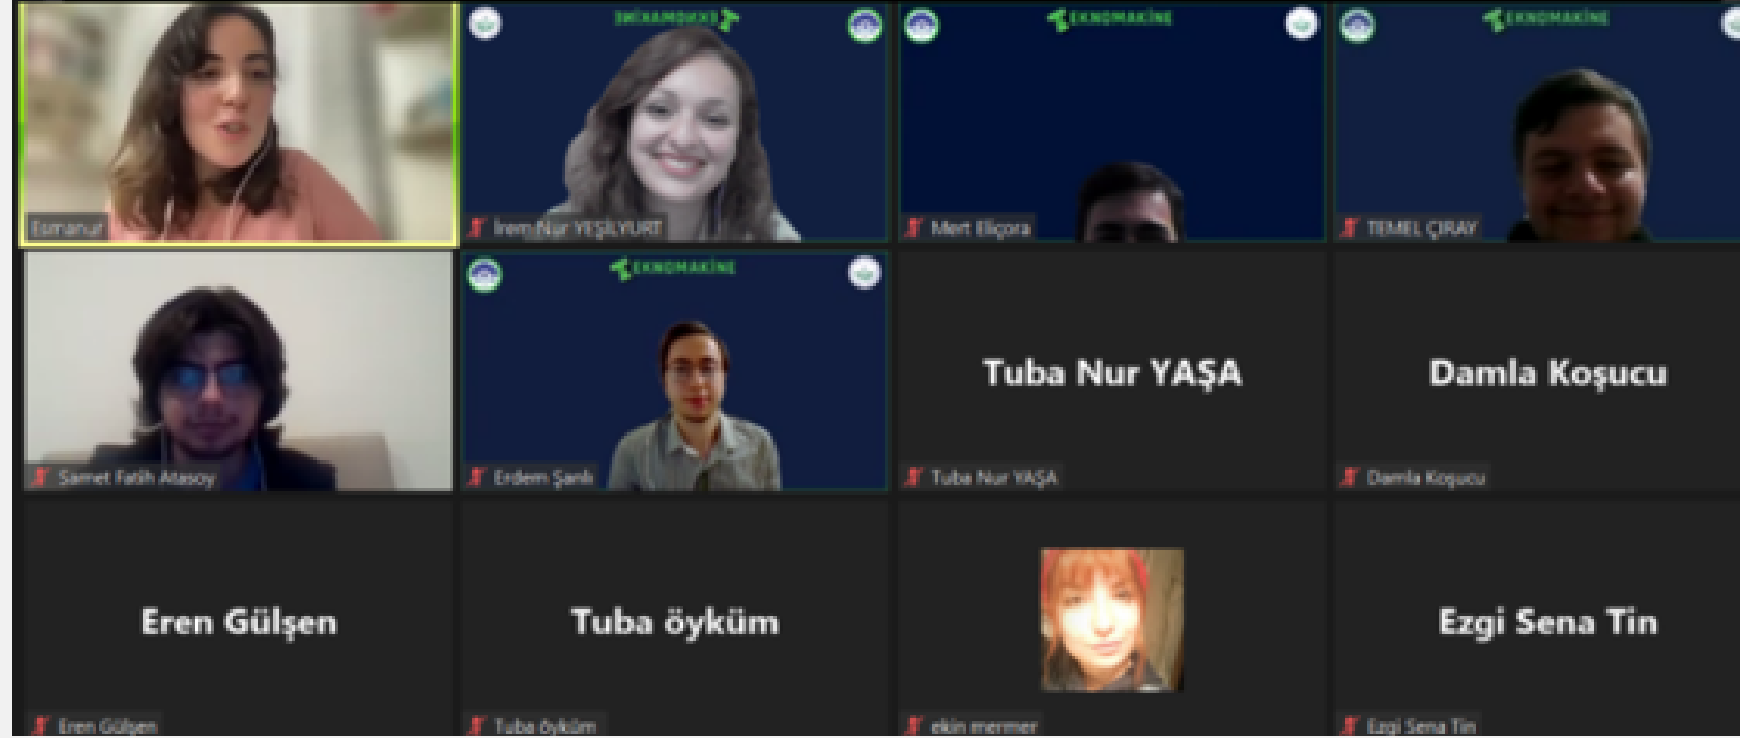 EKNOMAKİNE
EKNOMAKİNE
EKNOMAKİNE
Esmanur
İrem Nur YEŞİLYURT
Mert Eliçora
TEMEL ÇIRAY
EKNOMAKİNE
Tuba Nur YAŞA
Damla Koşucu
Samet Fatih Atasoy
Erdem Şanlı
Tuba Nur YAŞA
Damla Koşucu
Eren Gülşen
Tuba öyküm
Ezgi Sena Tin
Eren Gülşen
Tuba öyküm
ekin mermer
Ezgi Sena Tin